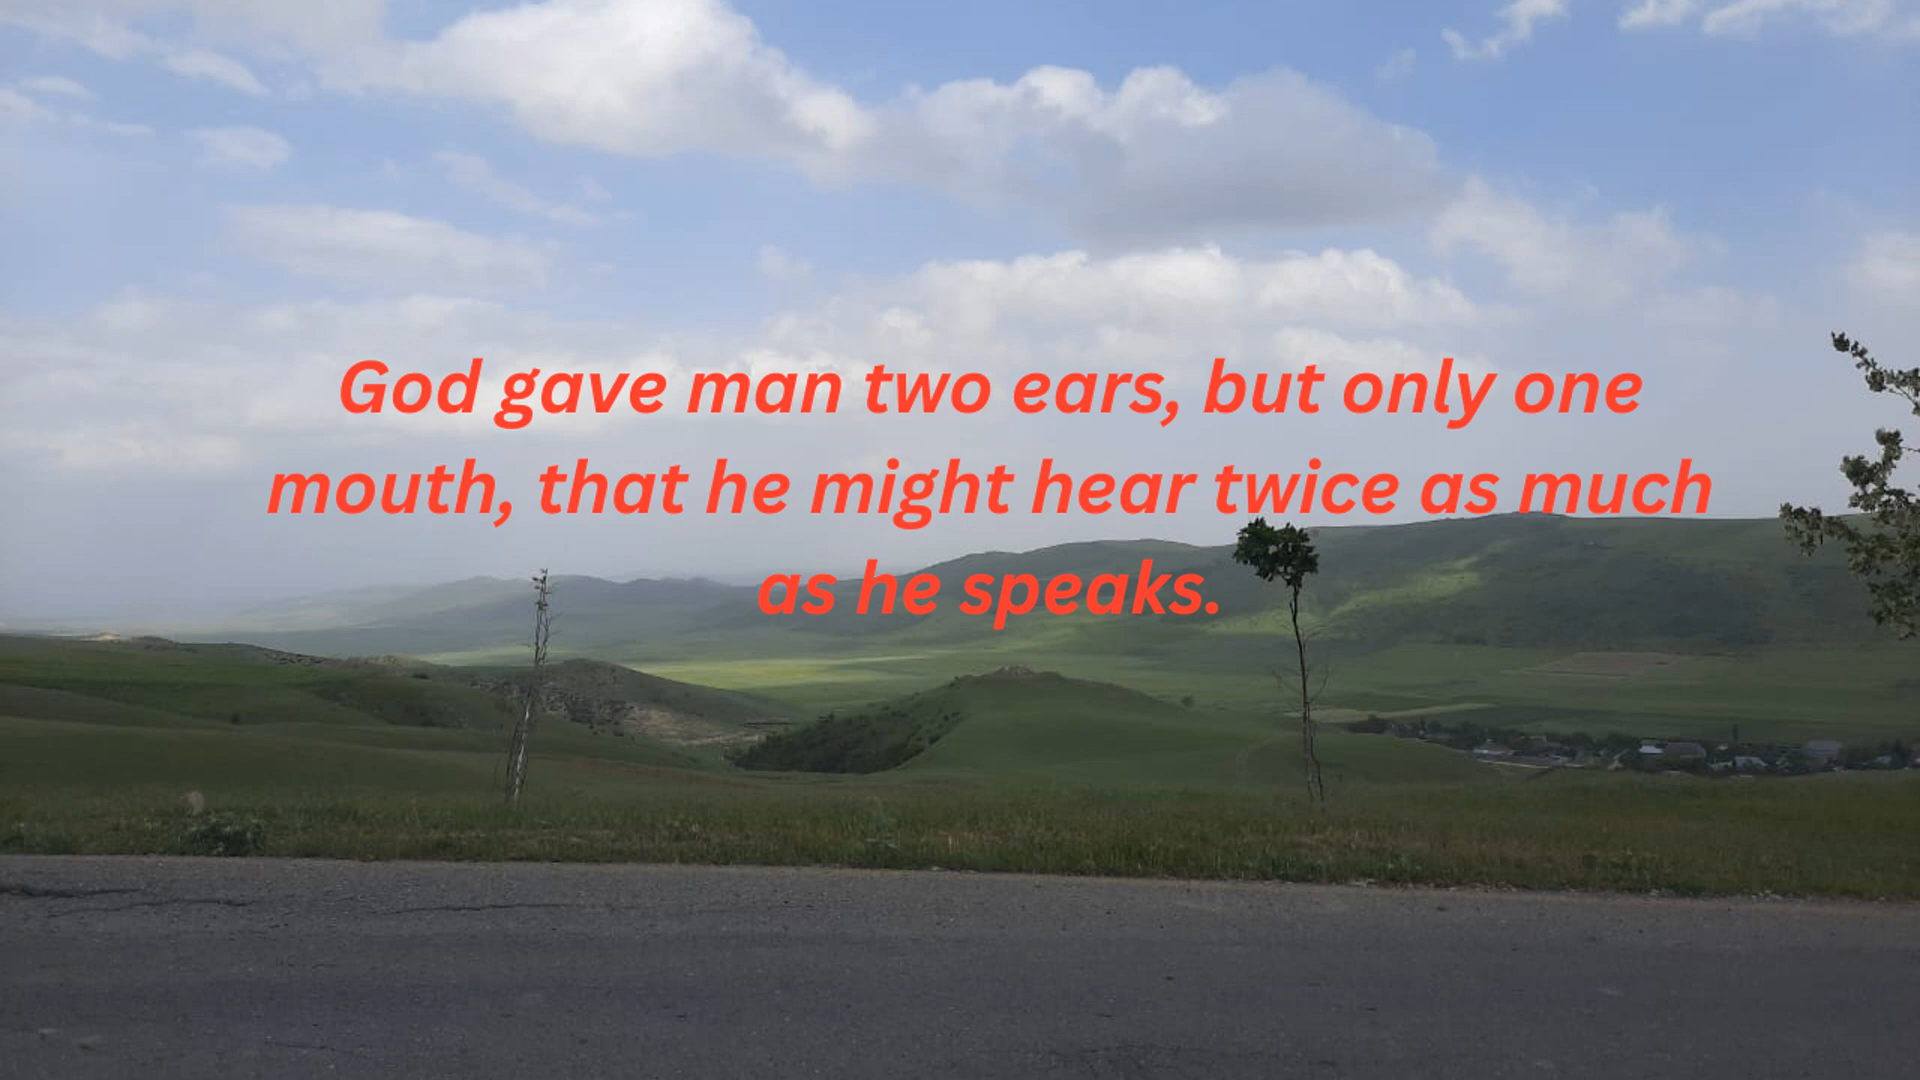 God gave man two ears, but only one
mouth, that he might hear twice as much
as he speaks.